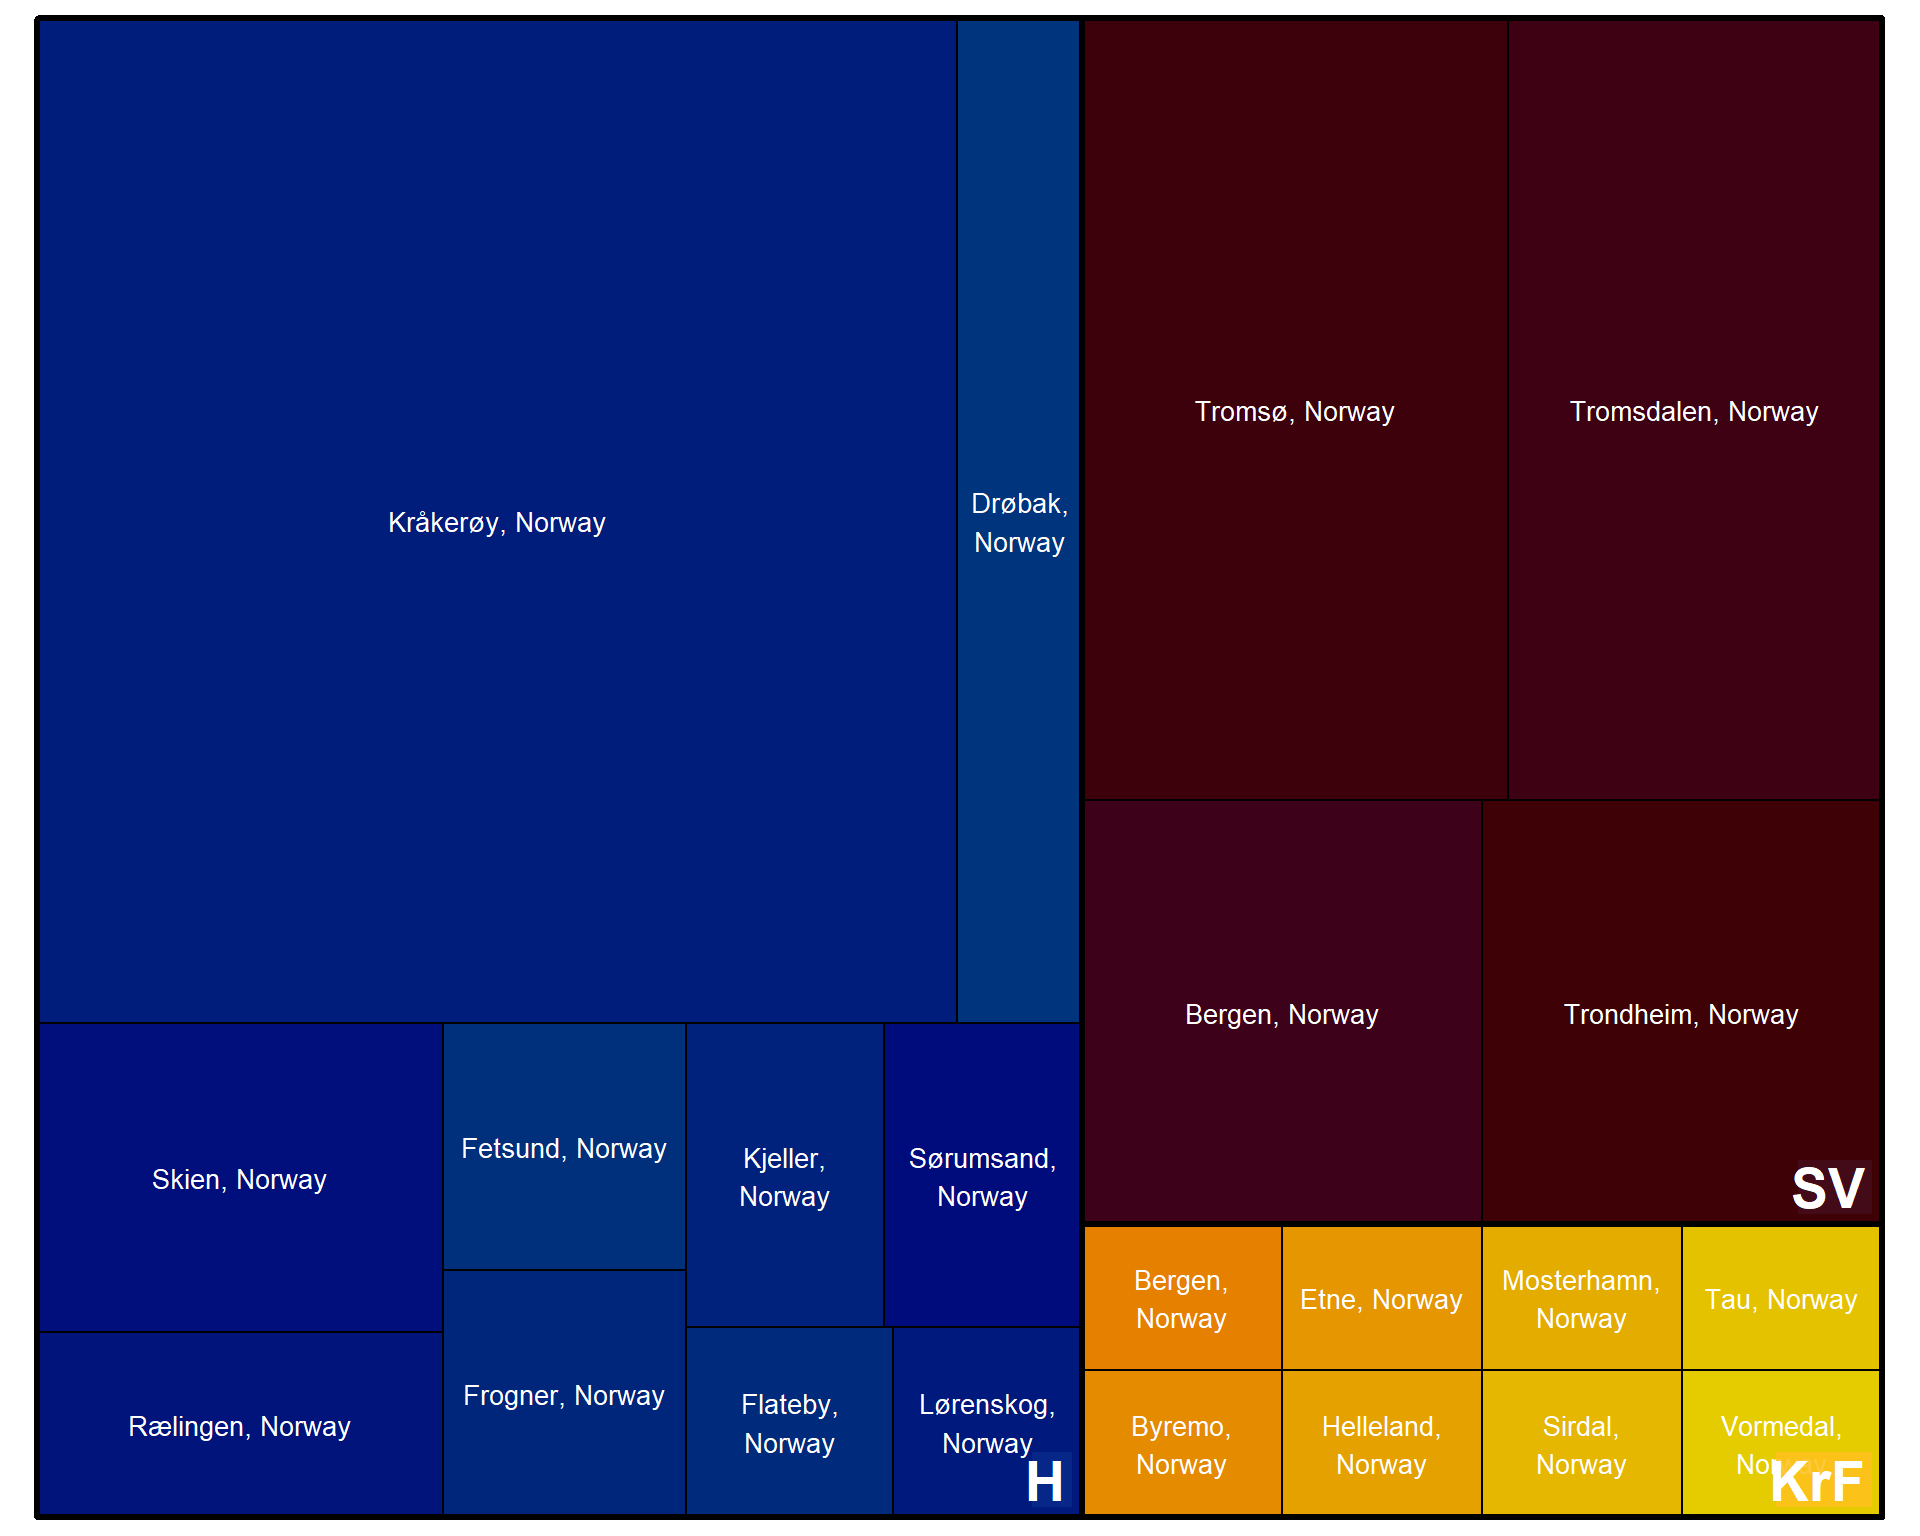 Kråkerøy, Norway
Drøbak,
Norway
Skien, Norway
Rælingen, Norway
Fetsund, Norway
Frogner, Norway
Kjeller,
Norway
Sørumsand,
Norway
Flateby,
Norway
Lørenskog,
Norway
H
Tromsø, Norway
Tromsdalen, Norway
Bergen, Norway
Trondheim, Norway
SV
Bergen,
Norway
Etne, Norway
Mosterhamn,
Norway
Tau, Norway
Byremo,
Norway
Helleland,
Norway
Sirdal,
Norway
Vormedal,
Norway
KrF